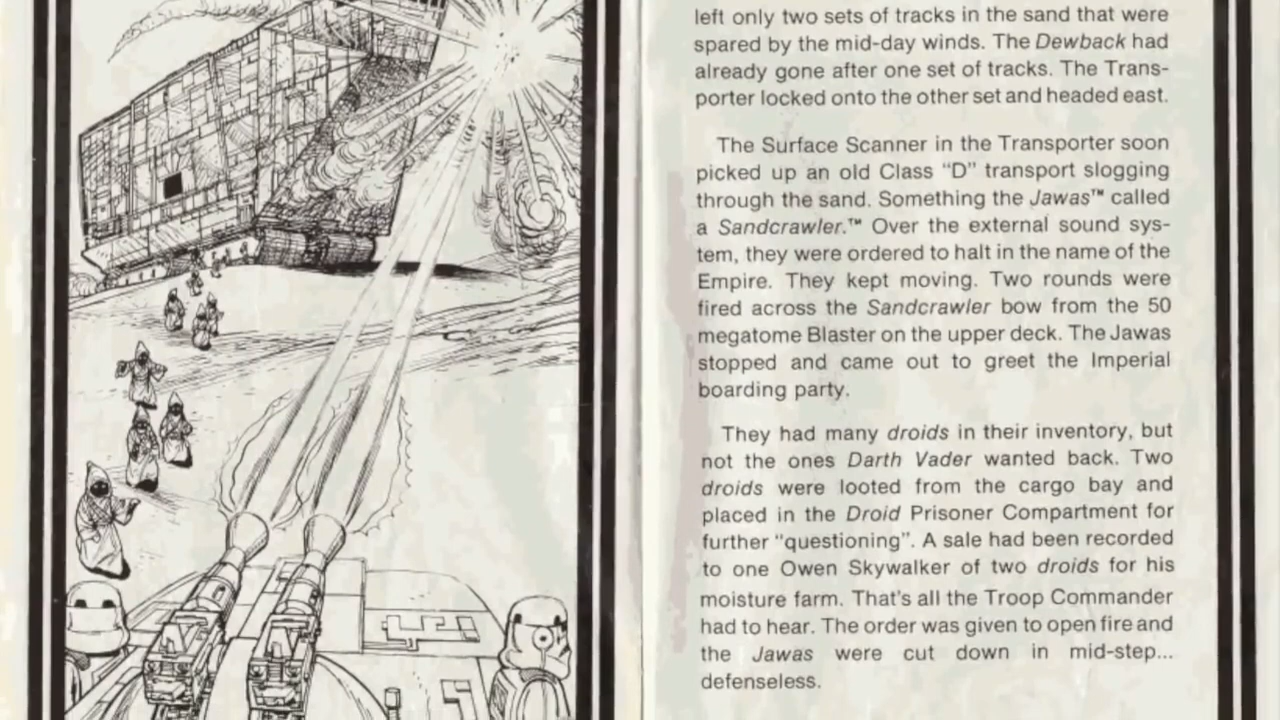 left only two sets of tracks in the sand that were
spared by the mid-day winds. The Dewback had
already gone after one set of tracks. The Trans-
porter locked onto the other set and headed east.
The Surface Scanner in the Transporter soon
picked up an old Class “D” transport slogging
through the sand. Something the Jawas™ called
a Sandcrawler.™ Over the external sound sys-
tem, they were ordered to halt in the name of the
Empire. They kept moving. Two rounds were
fired across the Sandcrawler bow from the 50
megatome Blaster on the upper deck. The Jawas
stopped and came out to greet the Imperial
boarding party.
They had many droids in their inventory, but
not the ones Darth Vader wanted back. Two
droids were looted from the cargo bay and
placed in the Droid Prisoner Compartment for
further “questioning”. A sale had been recorded
to one Owen Skywalker of two droids for his
moisture farm. That's all the Troop Commander
had to hear. The order was given to open fire and
the Jawas were cut down in mid-step...
defenseless.